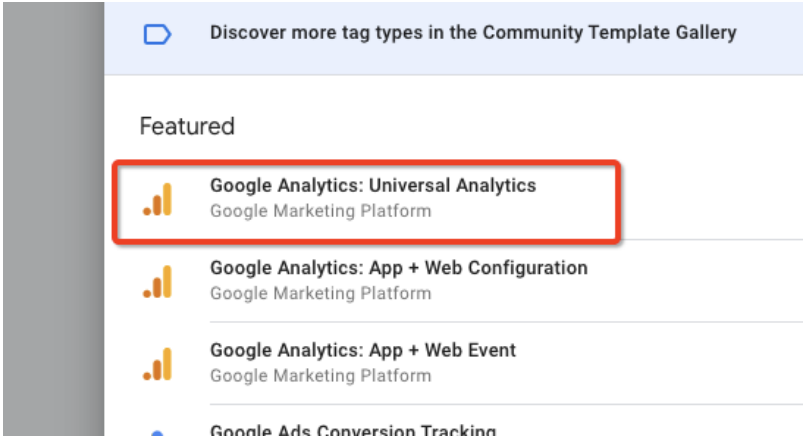 Discover more tag types in the Community Template Gallery
Featured
Google Analytics: Universal Analytics
Google Marketing Platform
Google Analytics: App + Web Configuration
Google Marketing Platform
Google Analytics: App + Web Event
Google Marketing Platform
Google Ads Conversion Tracking